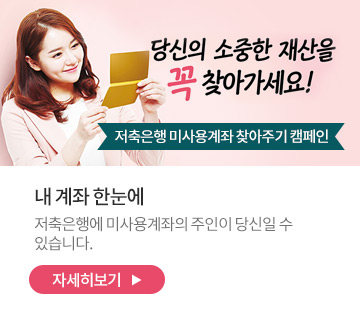 당신의 소중한 재산을
꼭 찾아가세요!
저축은행 미사용계좌 찾아주기 캠페인
내 계좌 한눈에
저축은행에 미사용계좌의 주인이 당신일 수
있습니다.
자세히보기 ▶